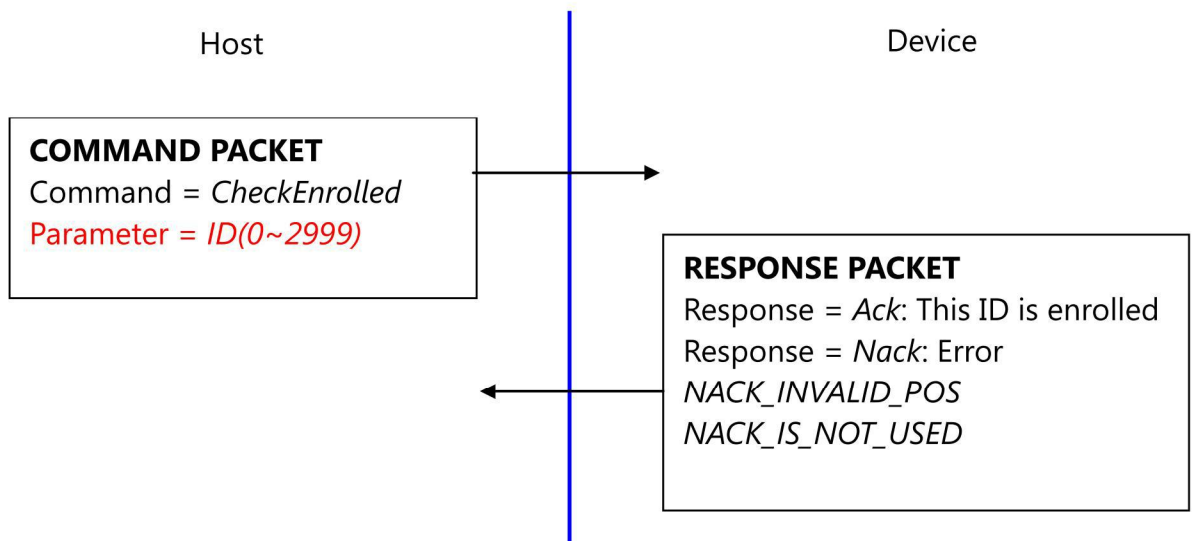 Host
Device
COMMAND PACKET
Command = CheckEnrolled
Parameter = ID(0~2999)
RESPONSE PACKET
Response = Ack: This ID is enrolled
Response = Nack: Error
NACK_INVALID_POS
NACK_IS_NOT_USED